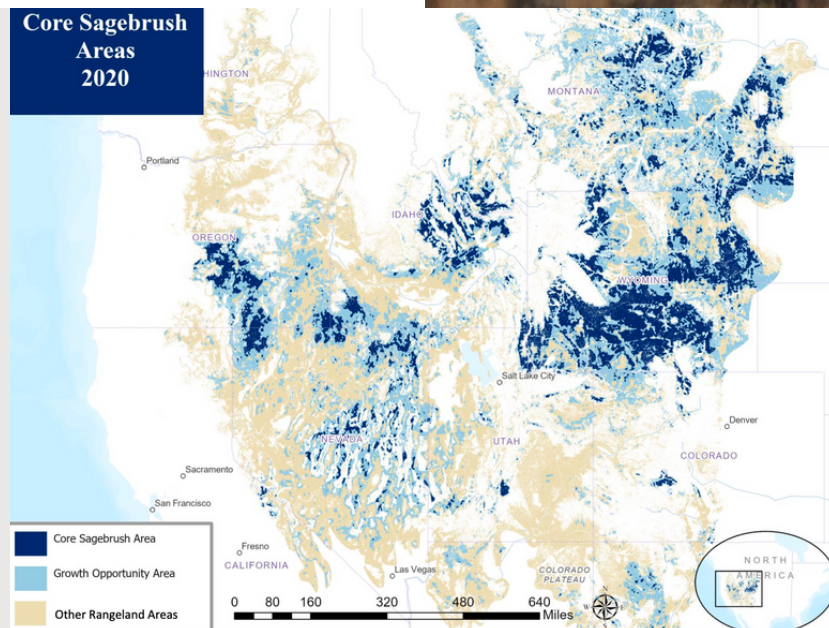 Core Sagebrush
Areas
2020
HINGTON
MONTANA
Portland
IDAHO
OREGON
WYOMING
Salt Lake City
Denver
NEVADA
UTAH
COLORADO
Sacramento
San Francisco
Fresno
CALIFORNIA
Las Vegas
COLORADO
PLATEAU
Core Sagebrush Area
Growth Opportunity Area
Other Rangeland Areas
0 80 160 320 480 640
Miles
N
W E
S
NORTH
AMERICA